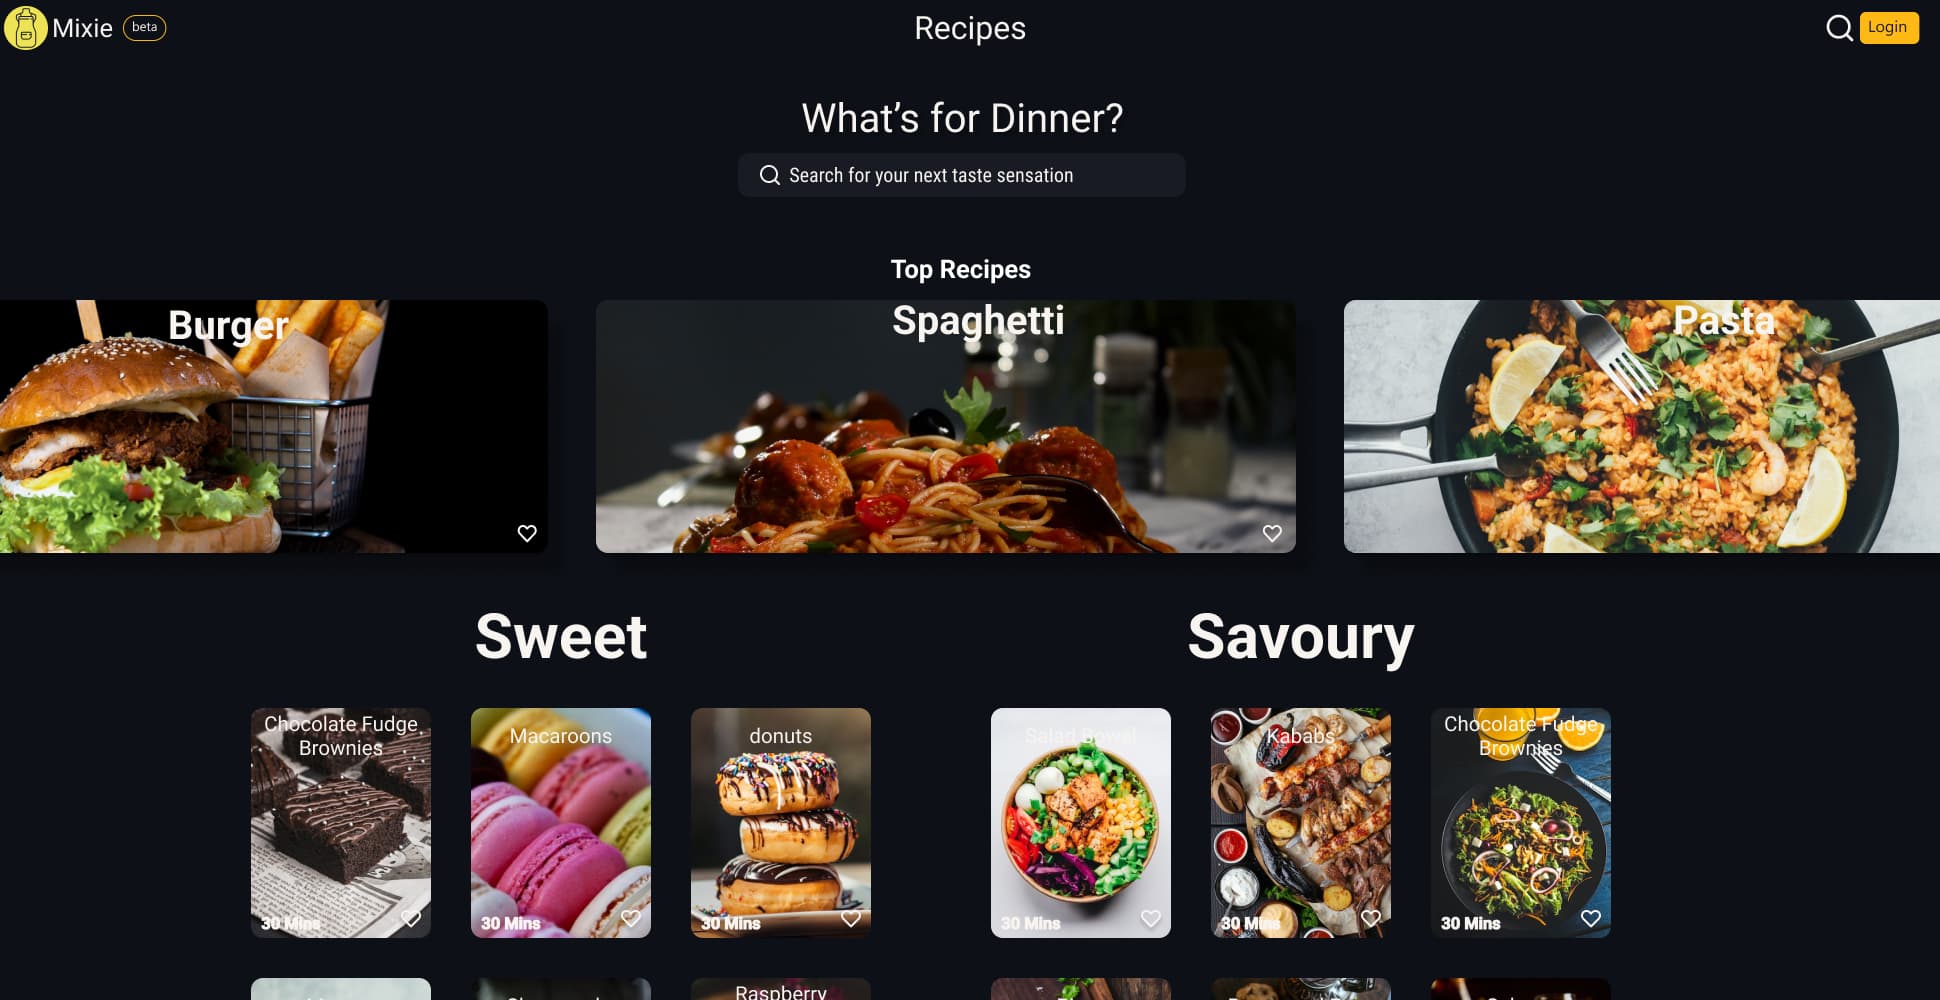 Mixie
beta
Recipes
Login
What’s for Dinner?
Search for your next taste sensation
Top Recipes
Burger
Spaghetti
Pasta
Sweet
Savoury
Chocolate Fudge
Brownies
30 Mins
Macaroons
30 Mins
donuts
30 Mins
Salad Bowal
30 Mins
Kababs
30 Mins
Chocolate Fudge
Brownies
30 Mins
Raspberry